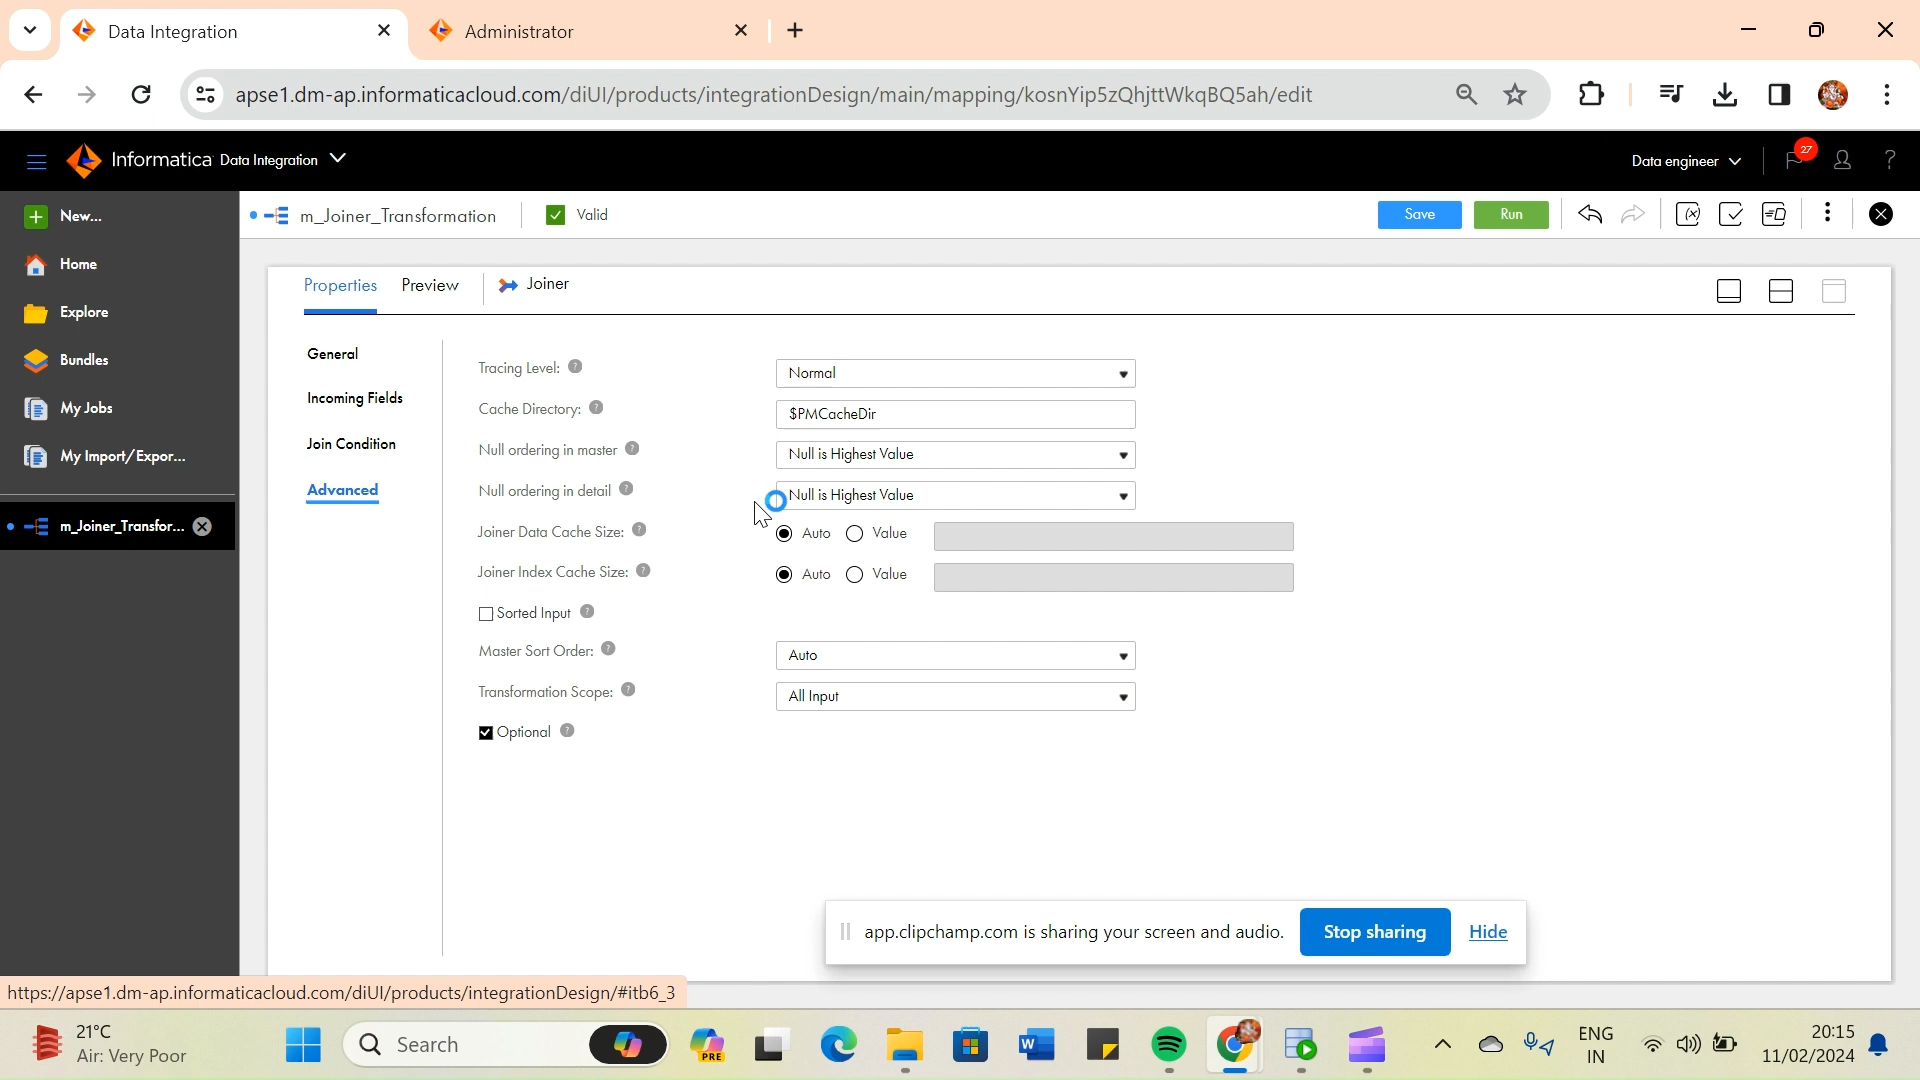 Data Integration
Administrator
apse1.dm-ap.informaticacloud.com/diUI/products/integrationDesign/main/mapping/kosnYip5zQhjttWkqBQ5ah/edit
Informatica Data Integration
Data engineer
27
?
New...
Home
Explore
Bundles
My Jobs
My Import/Expor...
m_Joiner_Transfor...
m_Joiner_Transformation
Valid
Save
Run
Properties
Preview
Joiner
General
Incoming Fields
Join Condition
Advanced
Tracing Level: ?
Normal
Cache Directory: ?
$PMCacheDir
Null ordering in master ?
Null is Highest Value
Null ordering in detail ?
Null is Highest Value
Joiner Data Cache Size: ?
Auto
Value
Joiner Index Cache Size: ?
Auto
Value
Sorted Input ?
Master Sort Order: ?
Auto
Transformation Scope: ?
All Input
Optional ?
app.clipchamp.com is sharing your screen and audio.
Stop sharing
Hide
https://apse1.dm-ap.informaticacloud.com/diUI/products/integrationDesign/#itb6_3
21°C
Air: Very Poor
Search
PRE
W
ENG
IN
20:15
11/02/2024